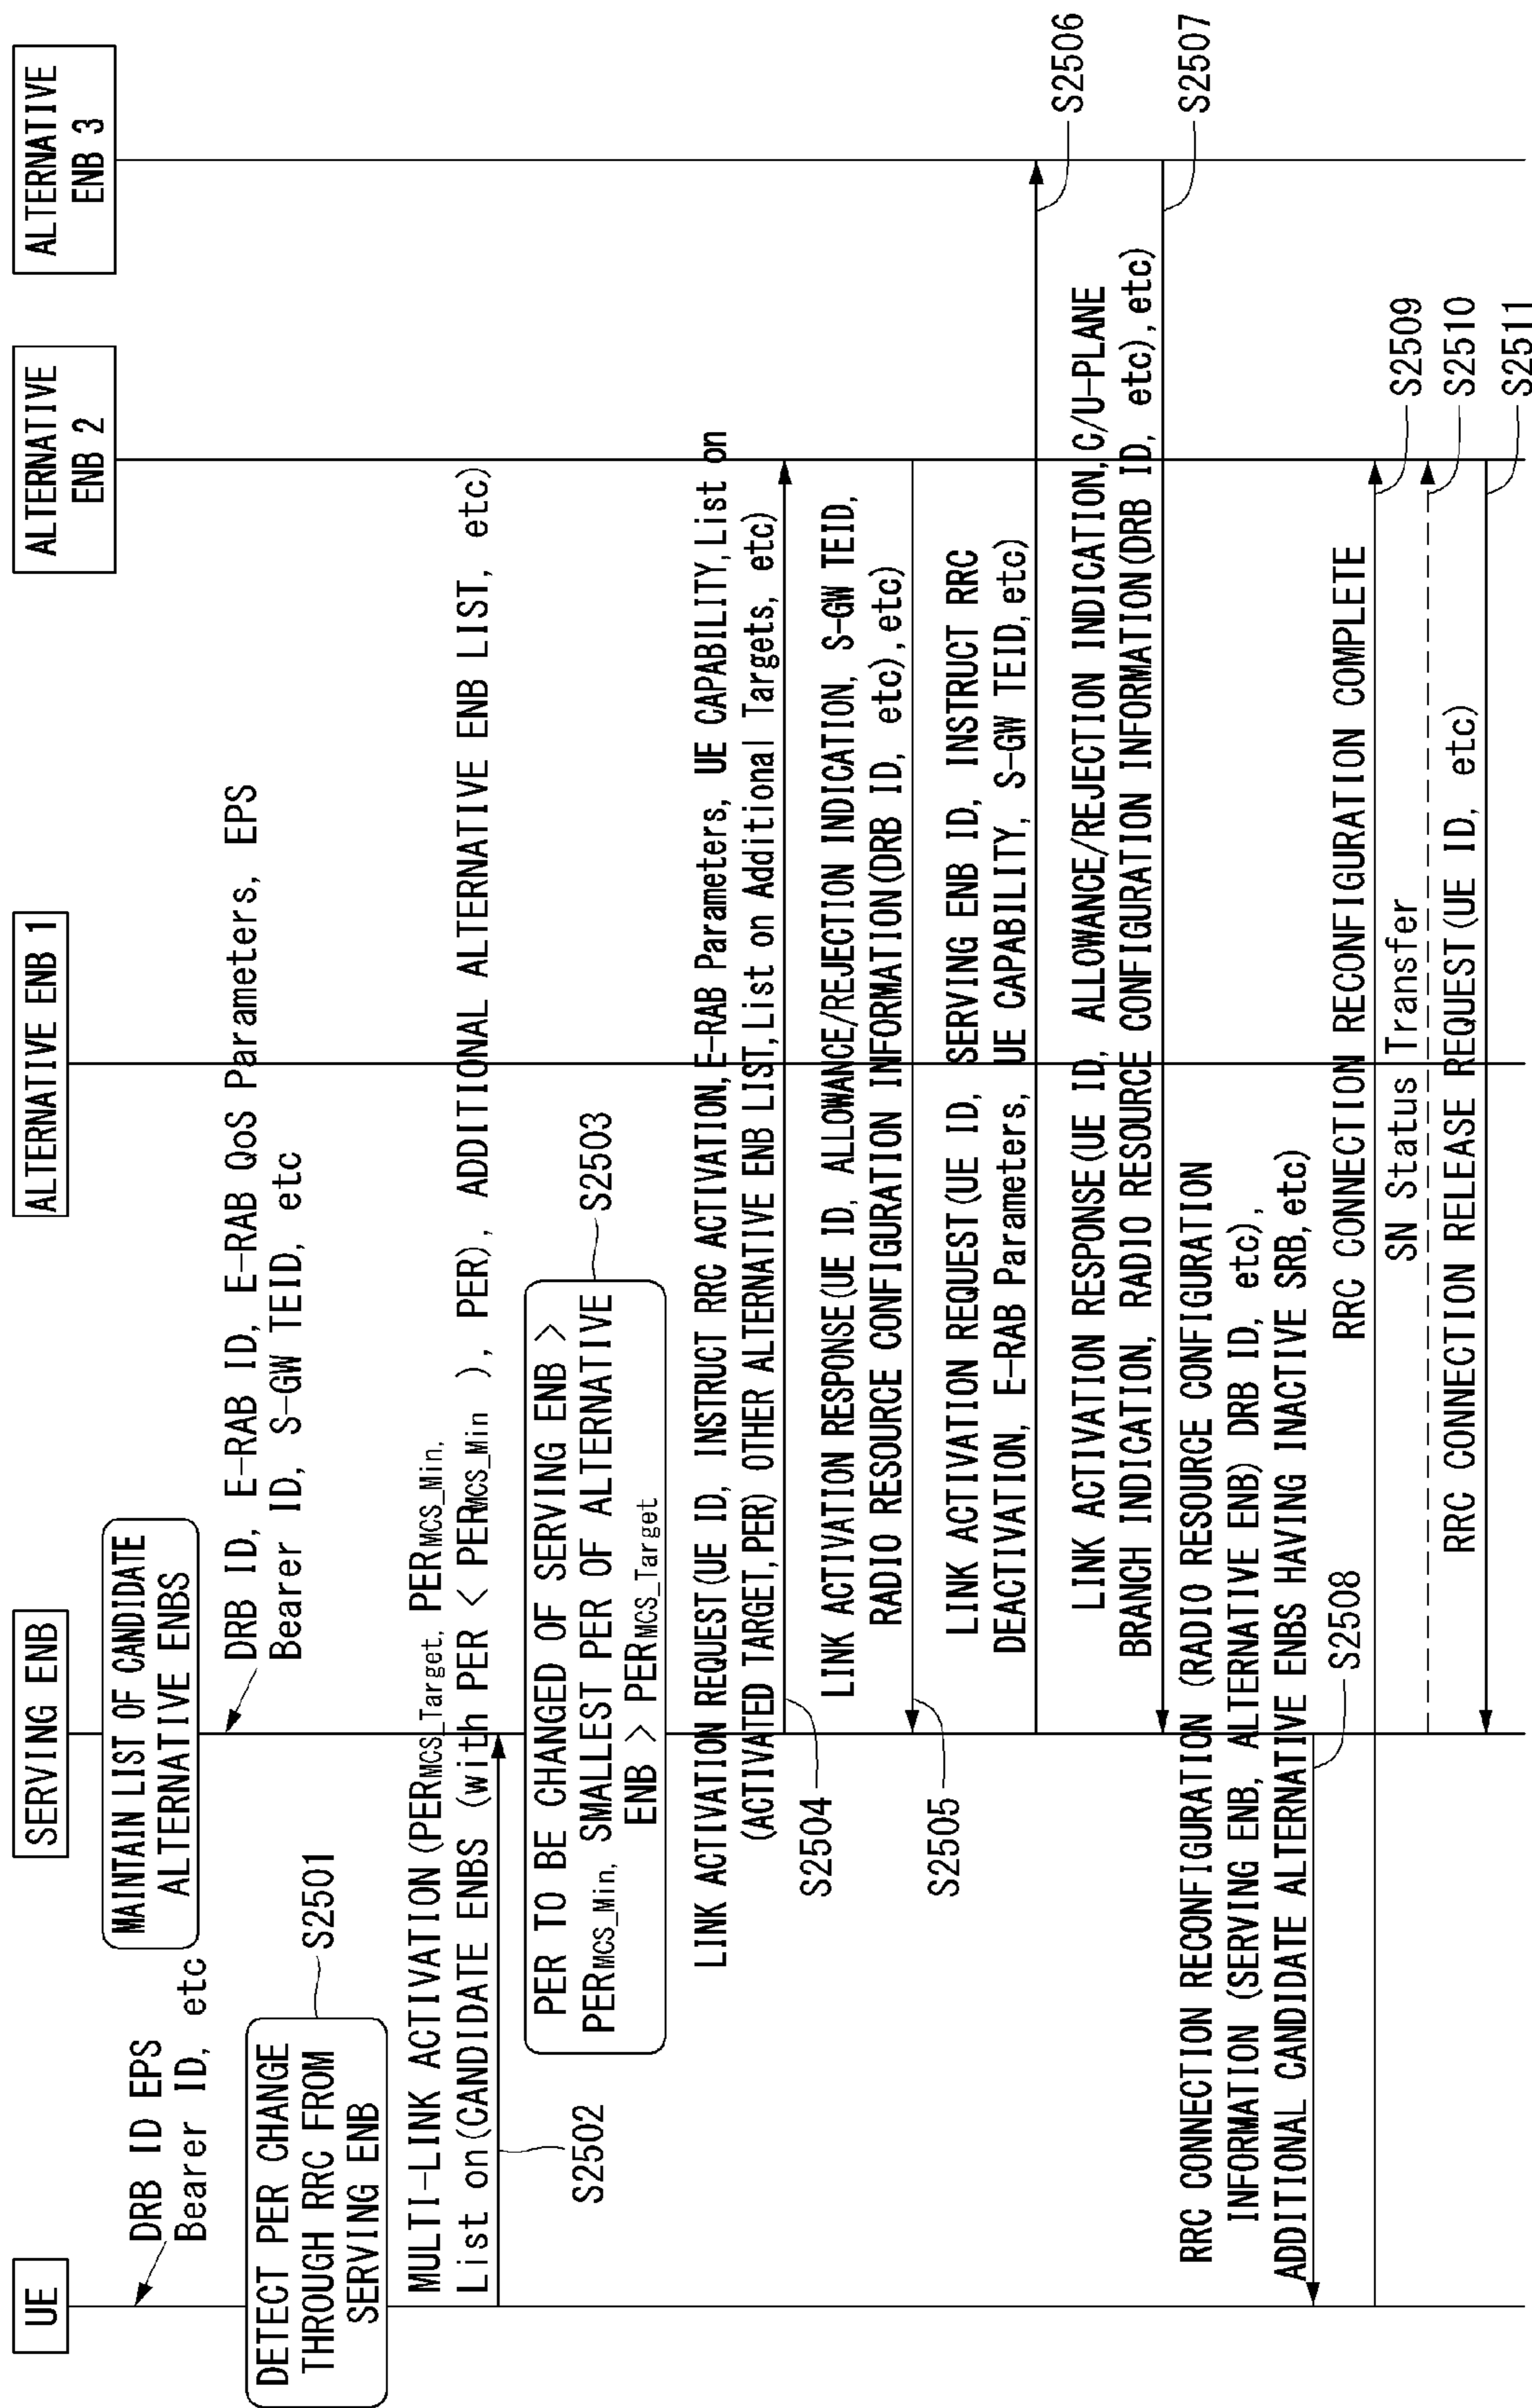 UE
SERVING ENB
ALTERNATIVE ENB 1
ALTERNATIVE
ENB 2
ALTERNATIVE
ENB 3
MAINTAIN LIST OF CANDIDATE
ALTERNATIVE ENBS
DRB ID EPS
Bearer ID, etc
DRB ID, E-RAB ID, E-RAB QoS Parameters, EPS
Bearer ID, S-GW TEID, etc
DETECT PER CHANGE
THROUGH RRC FROM
SERVING ENB
S2501
MULTI-LINK ACTIVATION(PERMCS_Target, PERMCS_Min,
List on(CANDIDATE ENBS (with PER < PERMCS_Min ), PER), ADDITIONAL ALTERNATIVE ENB LIST, etc)
S2502
PER TO BE CHANGED OF SERVING ENB >
PERMCS_Min, SMALLEST PER OF ALTERNATIVE
ENB > PERMCS_Target
S2503
LINK ACTIVATION REQUEST(UE ID, INSTRUCT RRC ACTIVATION,E-RAB Parameters, UE CAPABILITY,List on
(ACTIVATED TARGET,PER) OTHER ALTERNATIVE ENB LIST,List on Additional Targets, etc)
S2504
LINK ACTIVATION RESPONSE(UE ID, ALLOWANCE/REJECTION INDICATION, S-GW TEID,
RADIO RESOURCE CONFIGURATION INFORMATION(DRB ID, etc),etc)
S2505
LINK ACTIVATION REQUEST(UE ID, SERVING ENB ID, INSTRUCT RRC
DEACTIVATION, E-RAB Parameters, UE CAPABILITY, S-GW TEID,etc)
S2506
LINK ACTIVATION RESPONSE(UE ID, ALLOWANCE/REJECTION INDICATION,C/U-PLANE
BRANCH INDICATION, RADIO RESOURCE CONFIGURATION INFORMATION(DRB ID, etc),etc)
S2507
RRC CONNECTION RECONFIGURATION (RADIO RESOURCE CONFIGURATION
INFORMATION (SERVING ENB, ALTERNATIVE ENB) DRB ID, etc),
ADDITIONAL CANDIDATE ALTERNATIVE ENBS HAVING INACTIVE SRB,etc)
S2508
RRC CONNECTION RECONFIGURATION COMPLETE
S2509
SN Status Transfer
S2510
RRC CONNECTION RELEASE REQUEST(UE ID, etc)
S2511